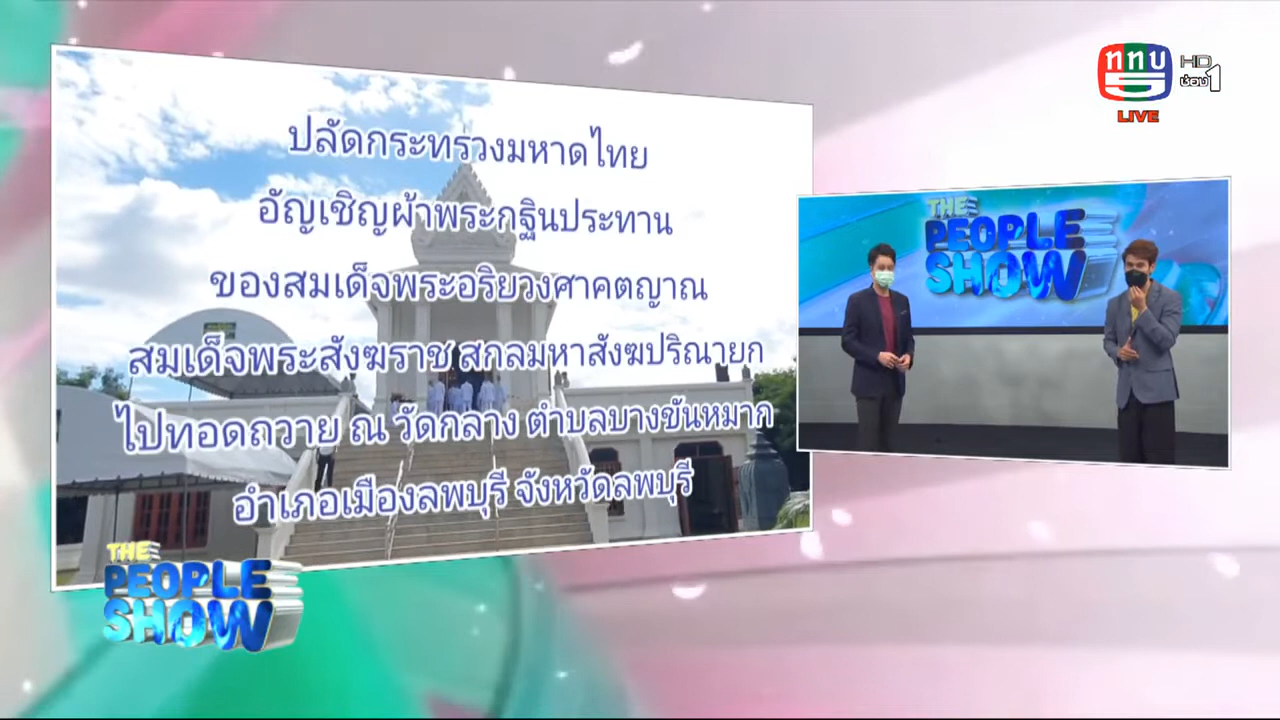 ททบ
5
HD
ช่อง1
LIVE
ปลัดกระทรวงมหาดไทย
อัญเชิญผ้าพระกฐินประทาน
ของสมเด็จพระอริยวงศาคตญาณ
สมเด็จพระสังฆราช สกลมหาสังฆปริณายก
ไปทอดถวาย ณ วัดกลาง ตำบลบางขันหมาก
อำเภอเมืองลพบุรี จังหวัดลพบุรี
THE
PEOPLE
SHOW
THE
PEOPLE
SHOW